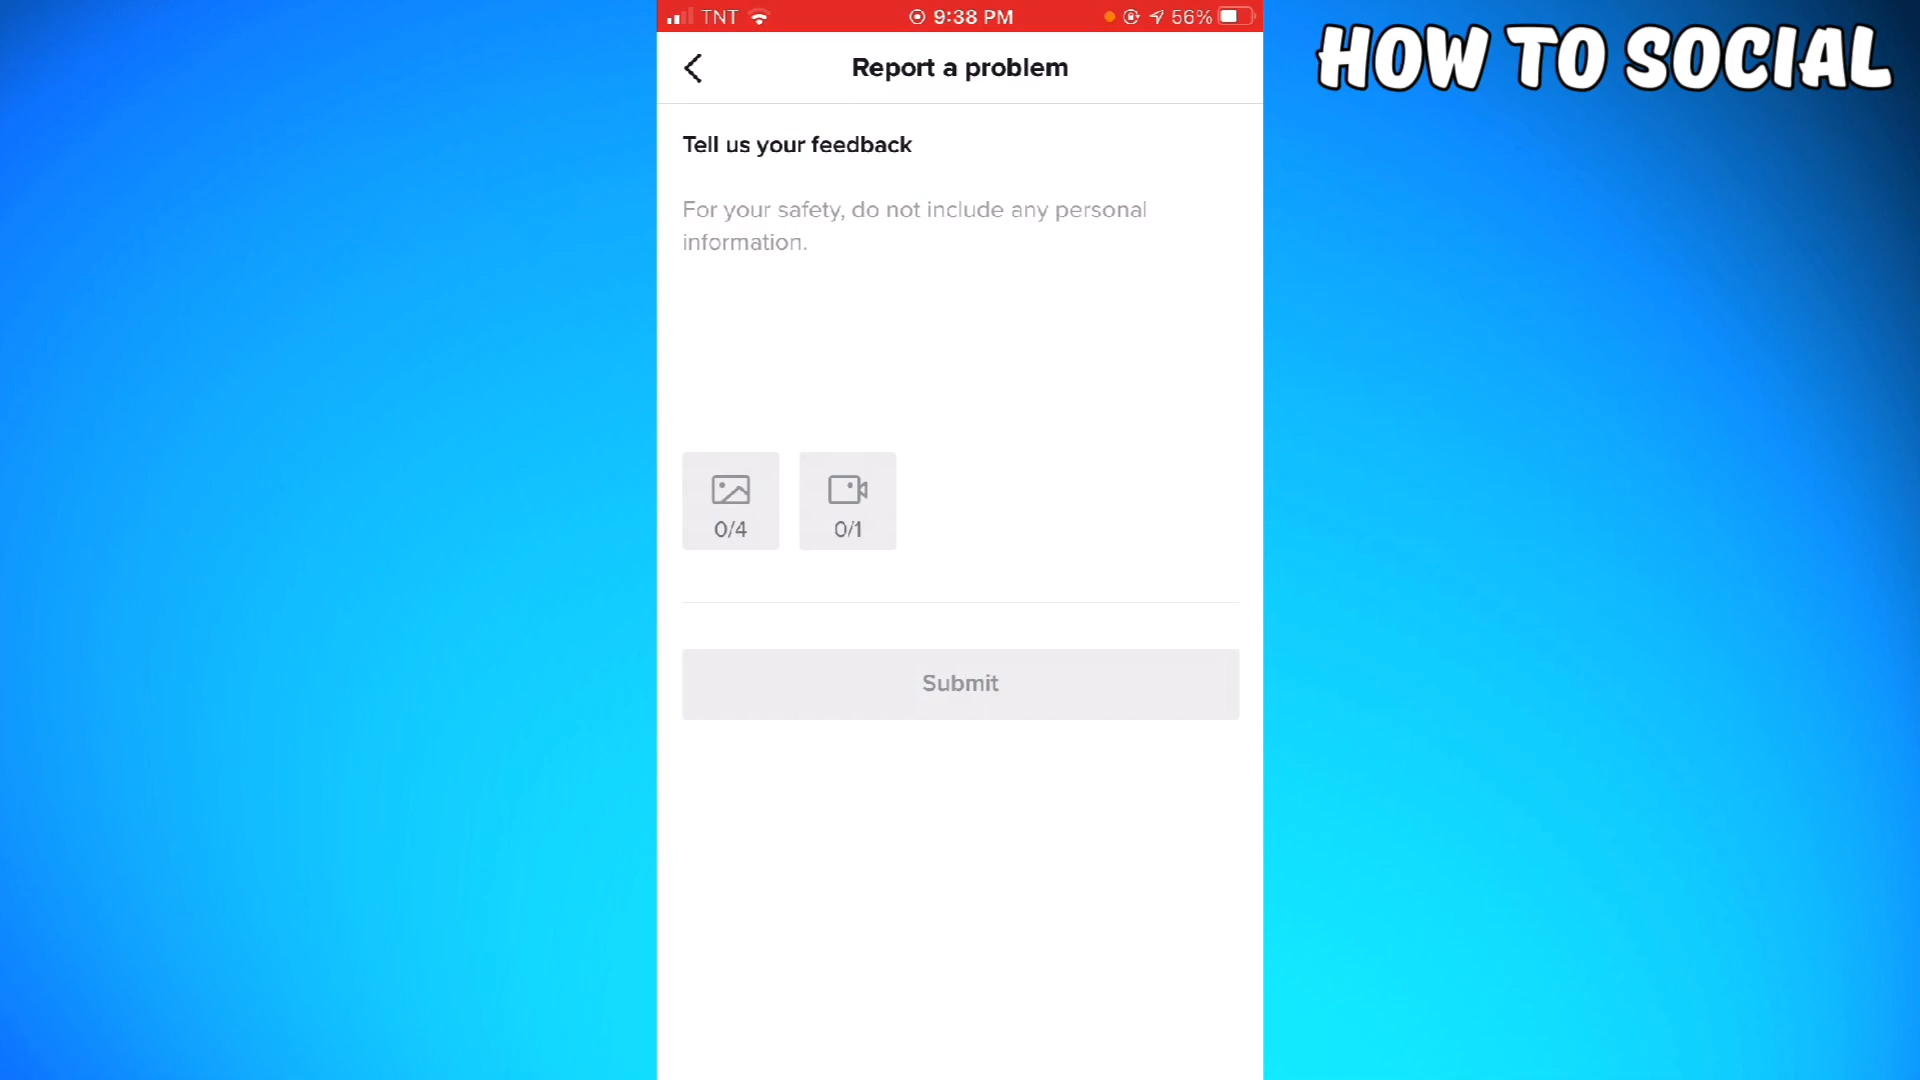 TNT 9:38 PM 56%
HOW TO SOCIAL
Report a problem
Tell us your feedback
For your safety, do not include any personal
information.
0/4 0/1
Submit